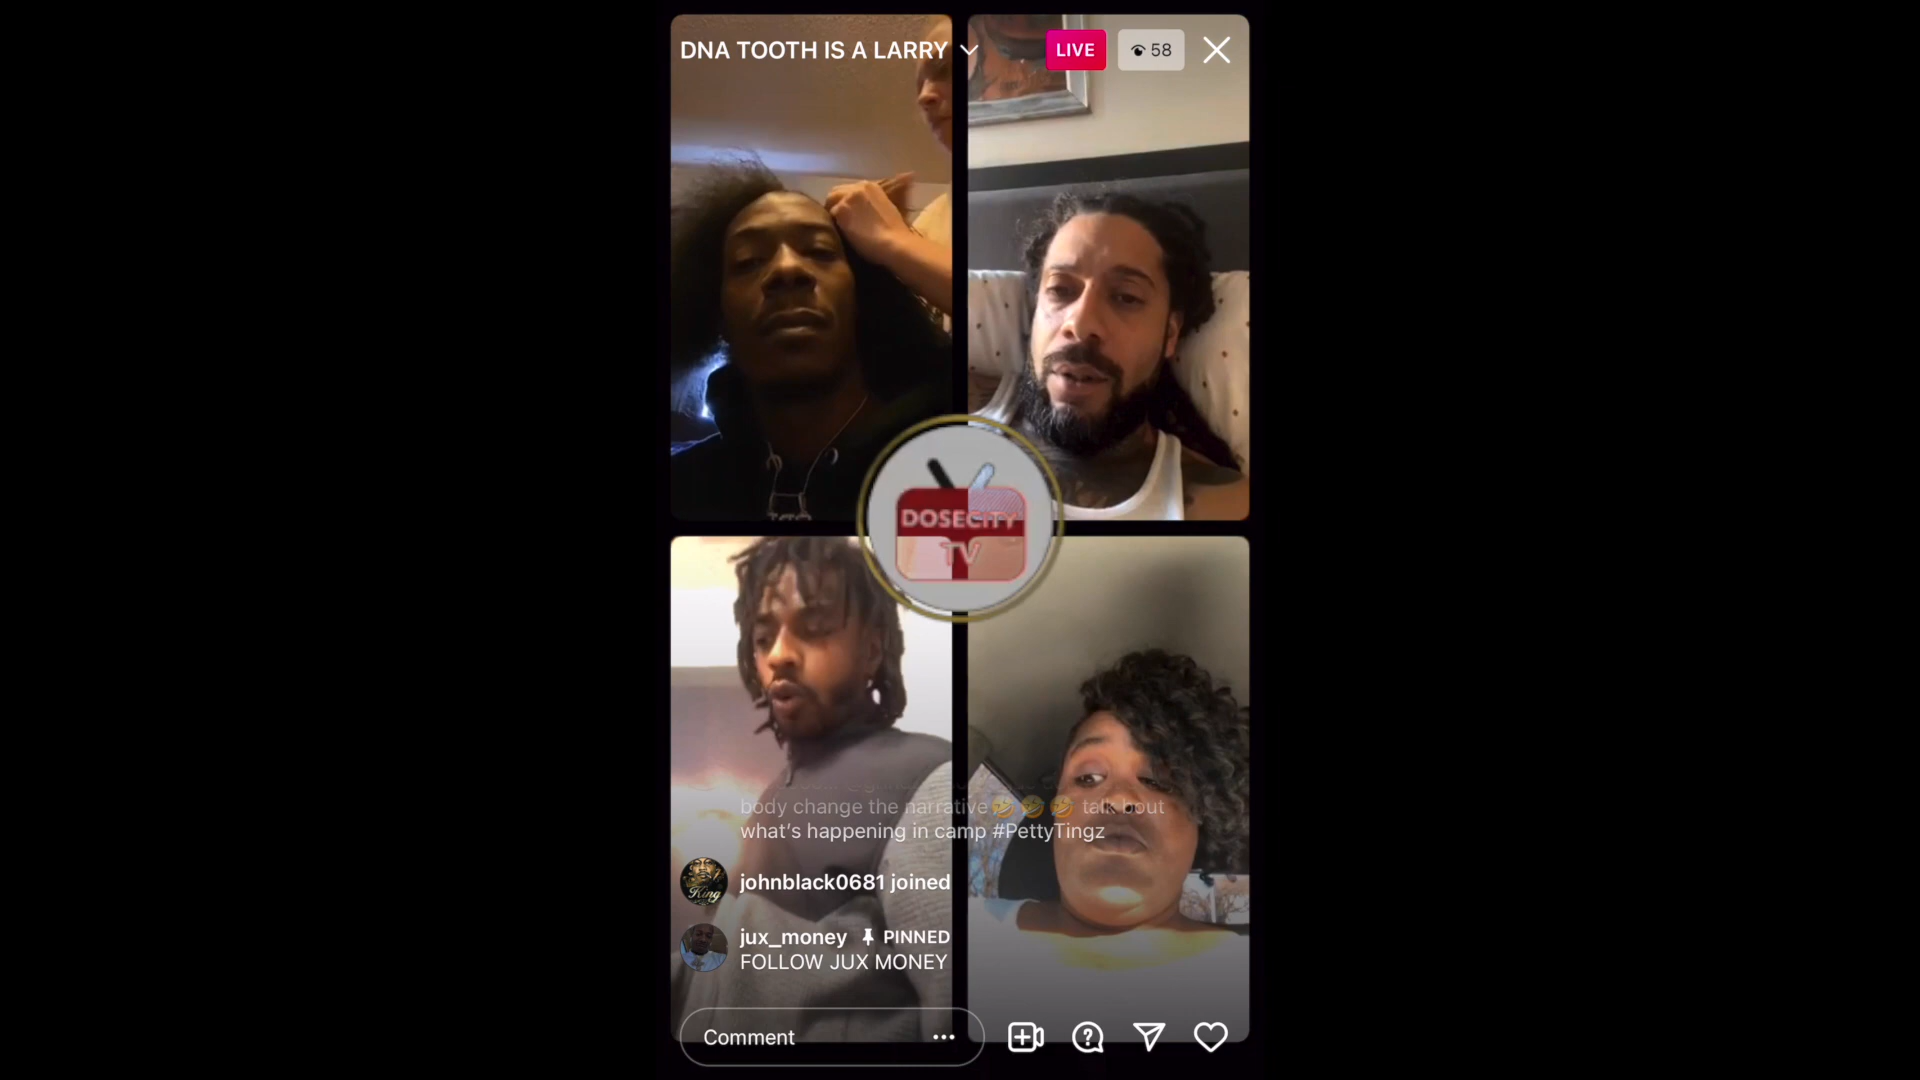 DNA TOOTH IS A LARRY
LIVE
58
DOSECITY
TV
body change the narrative🤣🤣🤣 talk bout
what's happening in camp #PettyTingz
King
johnblack0681 joined
jux_money PINNED
FOLLOW JUX MONEY
Comment